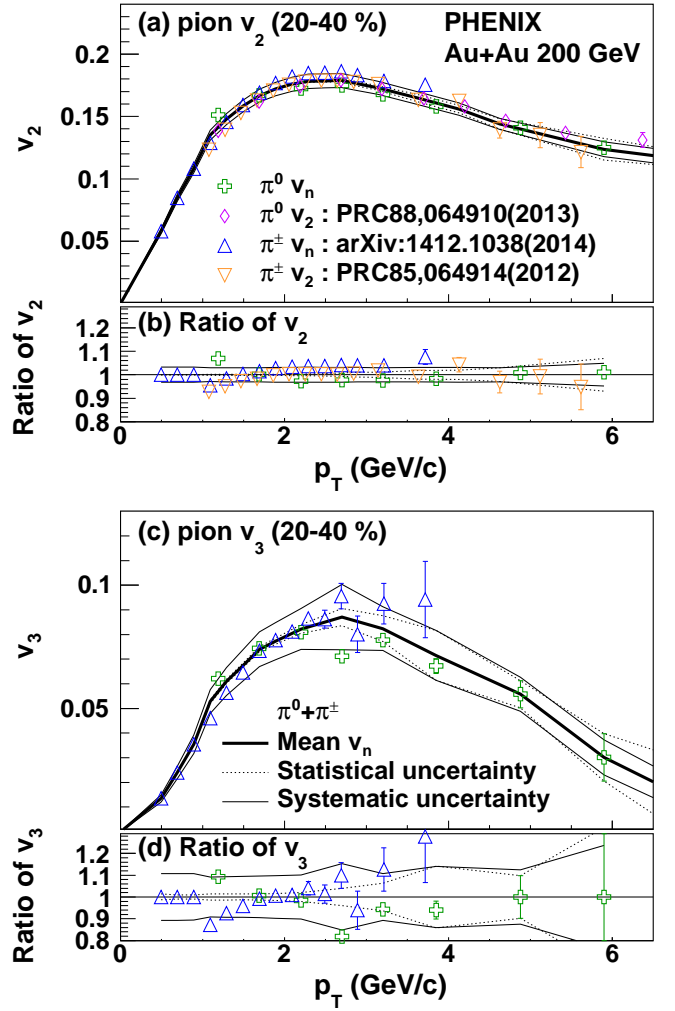 (a) pion v2 (20-40 %) PHENIX
Au+Au 200 GeV
0.2
0.15
0.1
0.05
v2
π0 vn
π0 v2 : PRC88,064910(2013)
π± vn : arXiv:1412.1038(2014)
π± v2 : PRC85,064914(2012)
(b) Ratio of v2
Ratio of v2
1.2
1.1
1
0.9
0.8
0 2 4 6
pT (GeV/c)
(c) pion v3 (20-40 %)
0.1
0.05
v3
π0+π±
Mean vn
Statistical uncertainty
Systematic uncertainty
(d) Ratio of v3
Ratio of v3
1.2
1.1
1
0.9
0.8
0 2 4 6
pT (GeV/c)